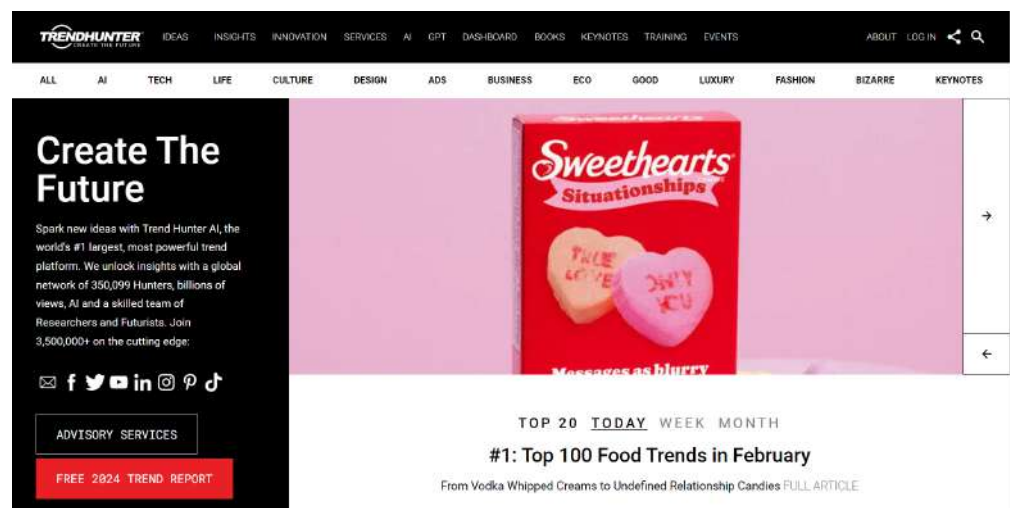 TRENDHUNTER IDEAS INSIGHTS INNOVATION SERVICES AI GPT DASHBOARD BOOKS KEYNOTES TRAINING EVENTS ABOUT LOG IN
CREATE THE FUTURE
ALL AI TECH LIFE CULTURE DESIGN ADS BUSINESS ECO GOOD LUXURY FASHION BIZARRE KEYNOTES
Create The
Future
Spark new ideas with Trend Hunter AI, the
world's #1 largest, most powerful trend
platform. We unlock insights with a global
network of 350,099 Hunters, billions of
views, AI and a skilled team of
Researchers and Futurists. Join
3,500,000+ on the cutting edge:
ADVISORY SERVICES
FREE 2024 TREND REPORT
Sweethearts
Sweethearts
Situationships
TRUE
LOVE
ONLY
YOU
Messages as blurry
TOP 20 TODAY WEEK MONTH
#1: Top 100 Food Trends in February
From Vodka Whipped Creams to Undefined Relationship Candies FULL ARTICLE